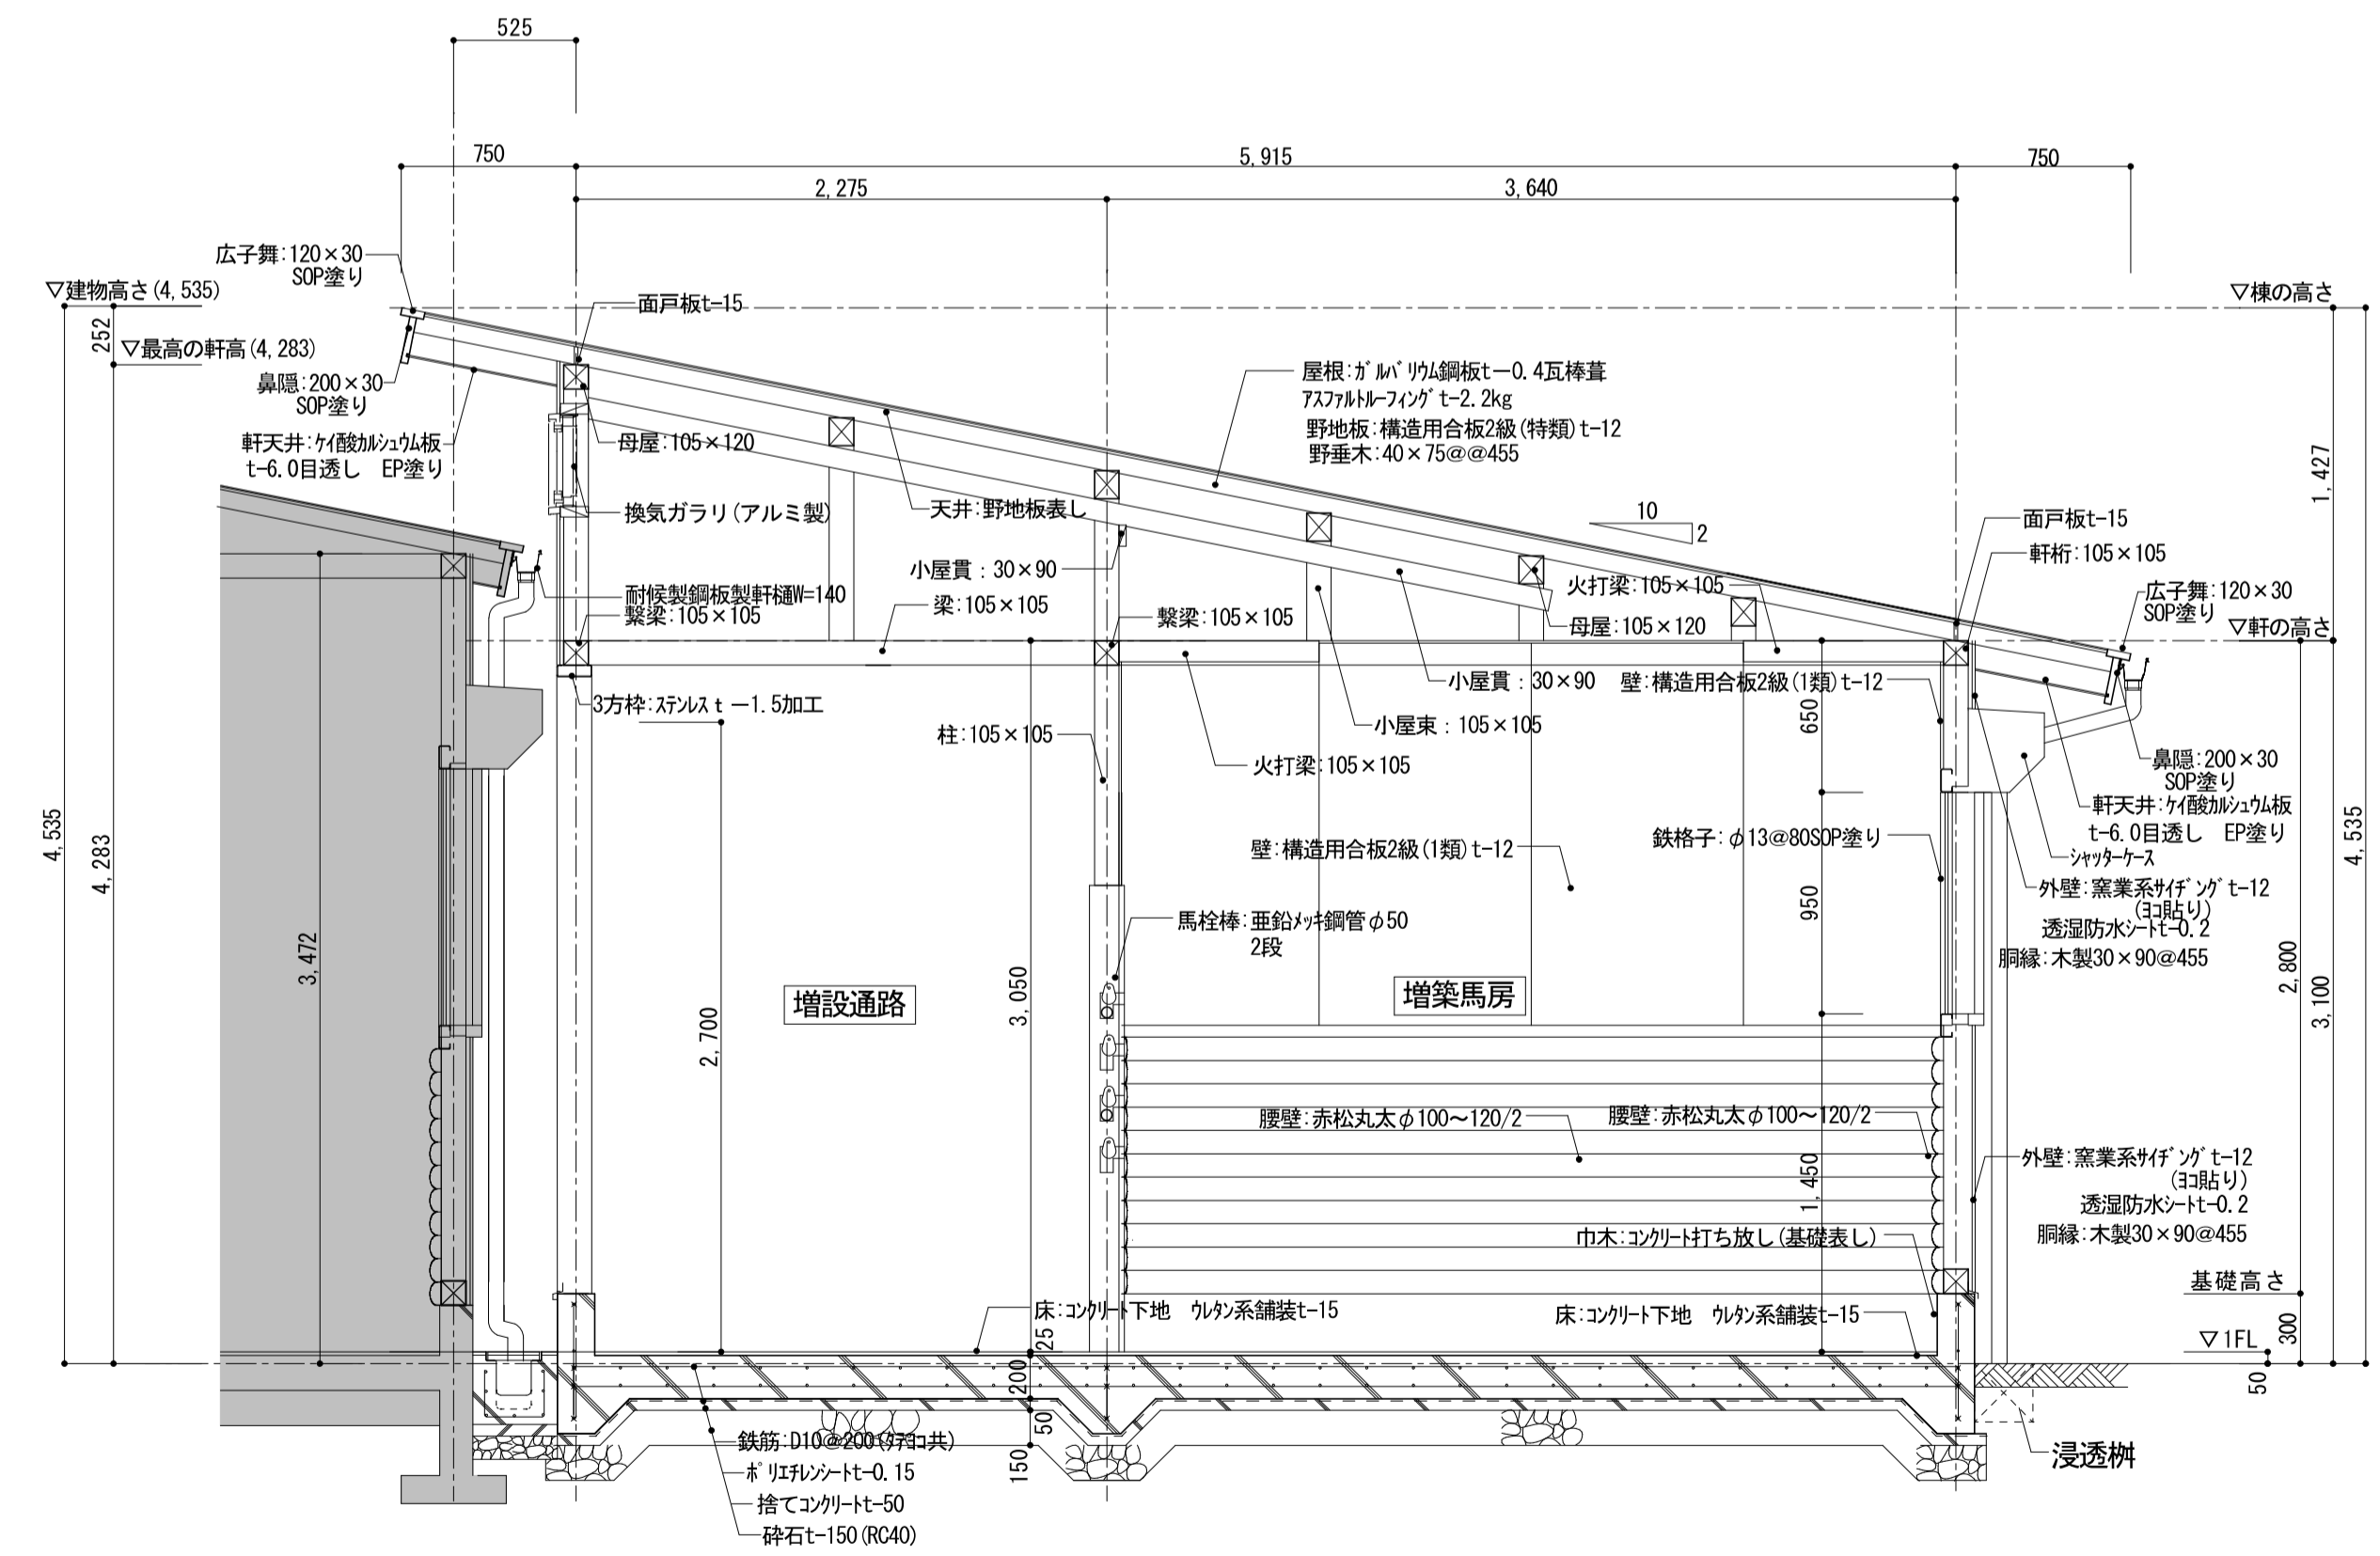 525
750
5,915
750
2,275
3,640
広子舞:120×30
SOP塗り
▽建物高さ(4,535)
252
▽最高の軒高(4,283)
鼻隠:200×30
SOP塗り
軒天井:ケイ酸カルシュウム板
t-6.0目透し　EP塗り
面戸板t-15
母屋:105×120
換気ガラリ(アルミ製)
天井:野地板表し
屋根:ガルバリウム鋼板t-0.4瓦棒葺
アスファルトルーフィングt-2.2kg
野地板:構造用合板2級(特類)t-12
野垂木:40×75@@455
10
2
▽棟の高さ
1,427
面戸板t-15
軒桁:105×105
広子舞:120×30
SOP塗り
▽軒の高さ
耐候製鋼板製軒樋W=140
繋梁:105×105
小屋貫：30×90
梁:105×105
繋梁:105×105
火打梁:105×105
母屋:105×120
3方枠:ステンレスｔ－1.5加工
柱:105×105
小屋貫：30×90
小屋束：105×105
火打梁:105×105
壁:構造用合板2級(1類)t-12
650
鼻隠:200×30
SOP塗り
軒天井:ケイ酸カルシュウム板
t-6.0目透し　EP塗り
シャッターケース
外壁:窯業系サイヂングt-12
(ヨコ貼り)
透湿防水シートt-0.2
胴縁:木製30×90@455
4,535
4,283
3,472
2,700
3,050
壁:構造用合板2級(1類)t-12
鉄格子:φ13@80SOP塗り
950
馬栓棒:亜鉛メッキ鋼管φ50
2段
増設通路
増築馬房
2,800
3,100
4,535
腰壁:赤松丸太φ100～120/2
腰壁:赤松丸太φ100～120/2
1,450
外壁:窯業系サイヂングt-12
(ヨコ貼り)
透湿防水シートt-0.2
胴縁:木製30×90@455
巾木:コンクリート打ち放し(基礎表し)
基礎高さ
床:コンクリート下地　ウレタン系舗装t-15
床:コンクリート下地　ウレタン系舗装t-15
▽1FL
300
50
25
200
50
150
鉄筋:D10@200(タテヨコ共)
ポリエチレンシートt-0.15
捨てコンクリートt-50
砕石t-150(RC40)
浸透桝